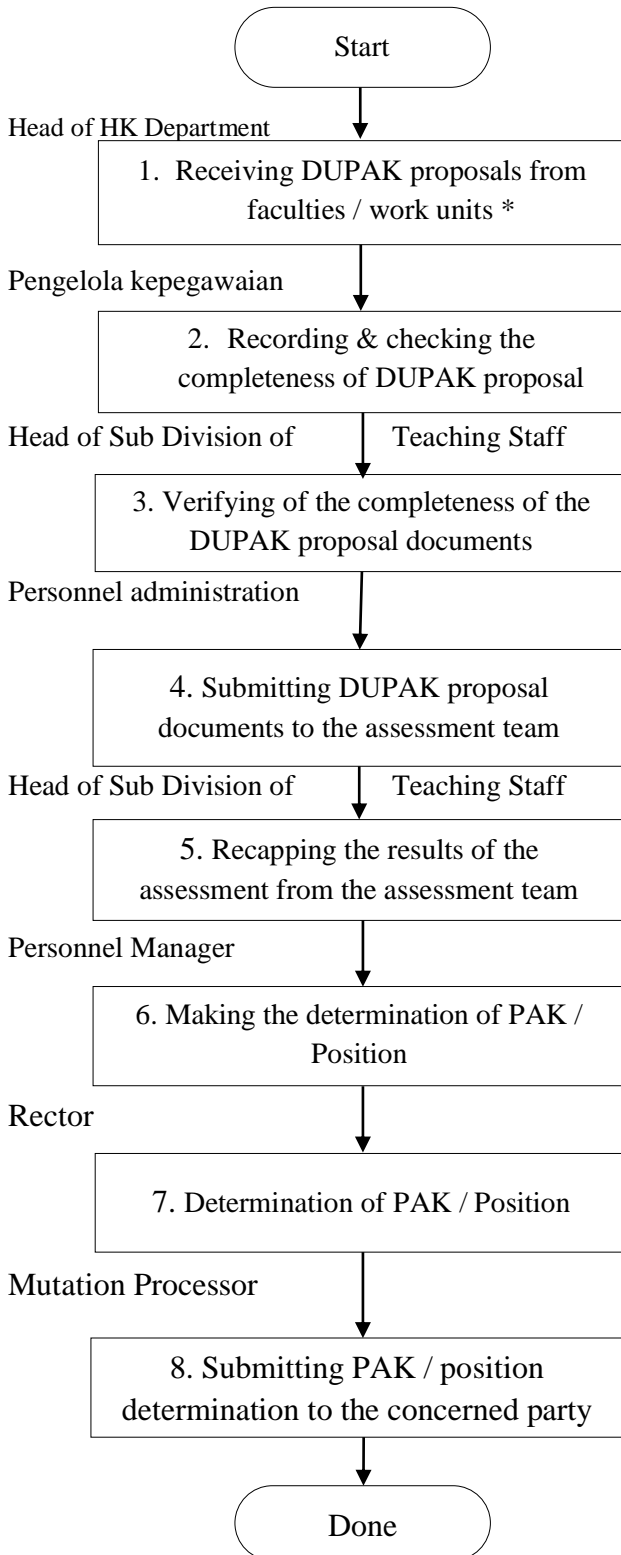 Start
Head of HK Department
1. Receiving DUPAK proposals from
faculties / work units *
Pengelola kepegawaian
2. Recording & checking the
completeness of DUPAK proposal
Head of Sub Division of Teaching Staff
3. Verifying of the completeness of the
DUPAK proposal documents
Personnel administration
4. Submitting DUPAK proposal
documents to the assessment team
Head of Sub Division of Teaching Staff
5. Recapping the results of the
assessment from the assessment team
Personnel Manager
6. Making the determination of PAK /
Position
Rector
7. Determination of PAK / Position
Mutation Processor
8. Submitting PAK / position
determination to the concerned party
Done